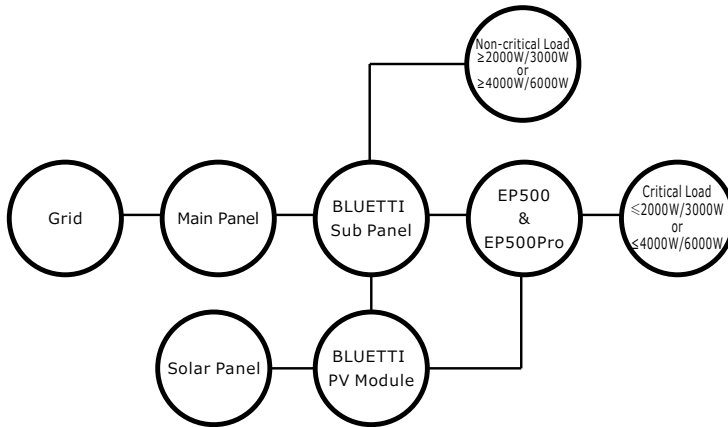 Non-critical Load
≥2000W/3000W
or
≥4000W/6000W
Grid
Main Panel
BLUETTI
Sub Panel
EP500
&
EP500Pro
Critical Load
≤2000W/3000W
or
≤4000W/6000W
Solar Panel
BLUETTI
PV Module